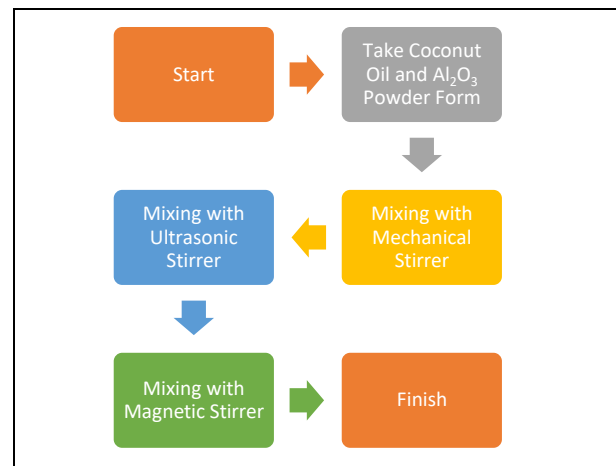 Start
Take Coconut
Oil and Al₂O₃
Powder Form
Mixing with
Mechanical
Stirrer
Mixing with
Ultrasonic
Stirrer
Mixing with
Magnetic Stirrer
Finish